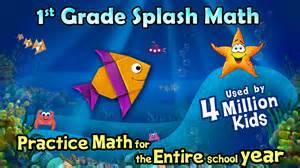 1st Grade Splash Math
Used by
4 Million
Kids
Practice Math for
the Entire school year